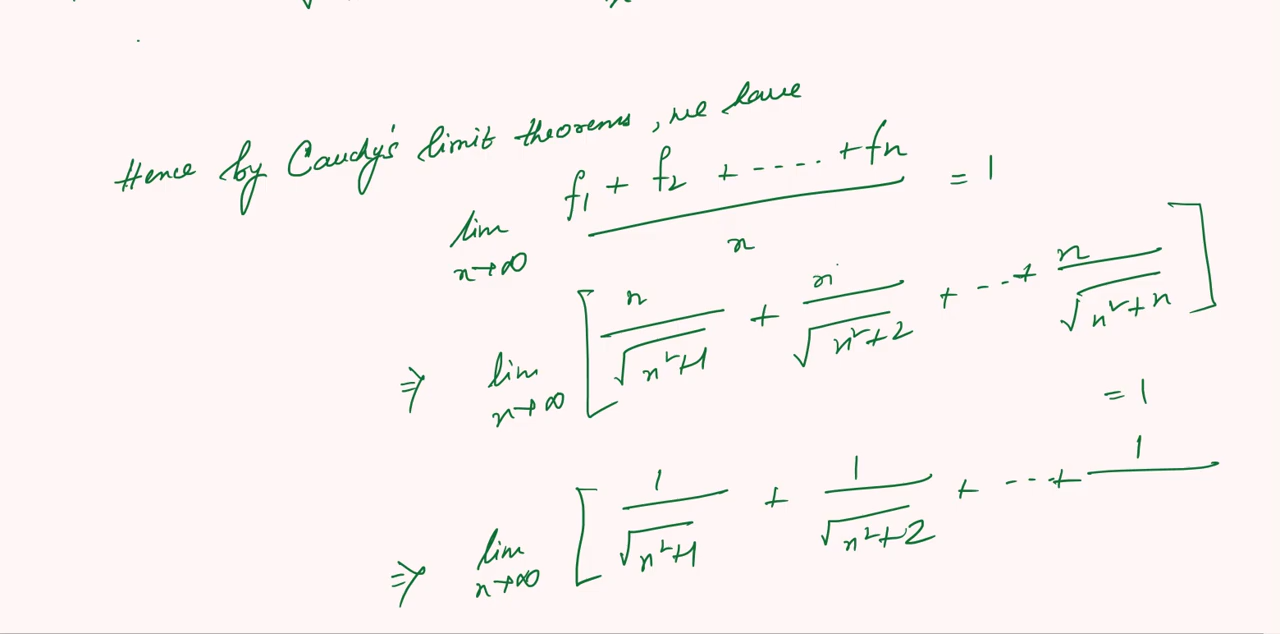 Hence by Caucdy's limit theorems, we have
lim n→∞ (f₁ + f₂ + ---- + fn) / n = 1
⇒ lim n→∞ [ n/√(n²+1) + n/√(n²+2) + --- + n/√(n²+n) ]
= 1
⇒ lim n→∞ [ 1/√(n²+1) + 1/√(n²+2) + --- + 1/